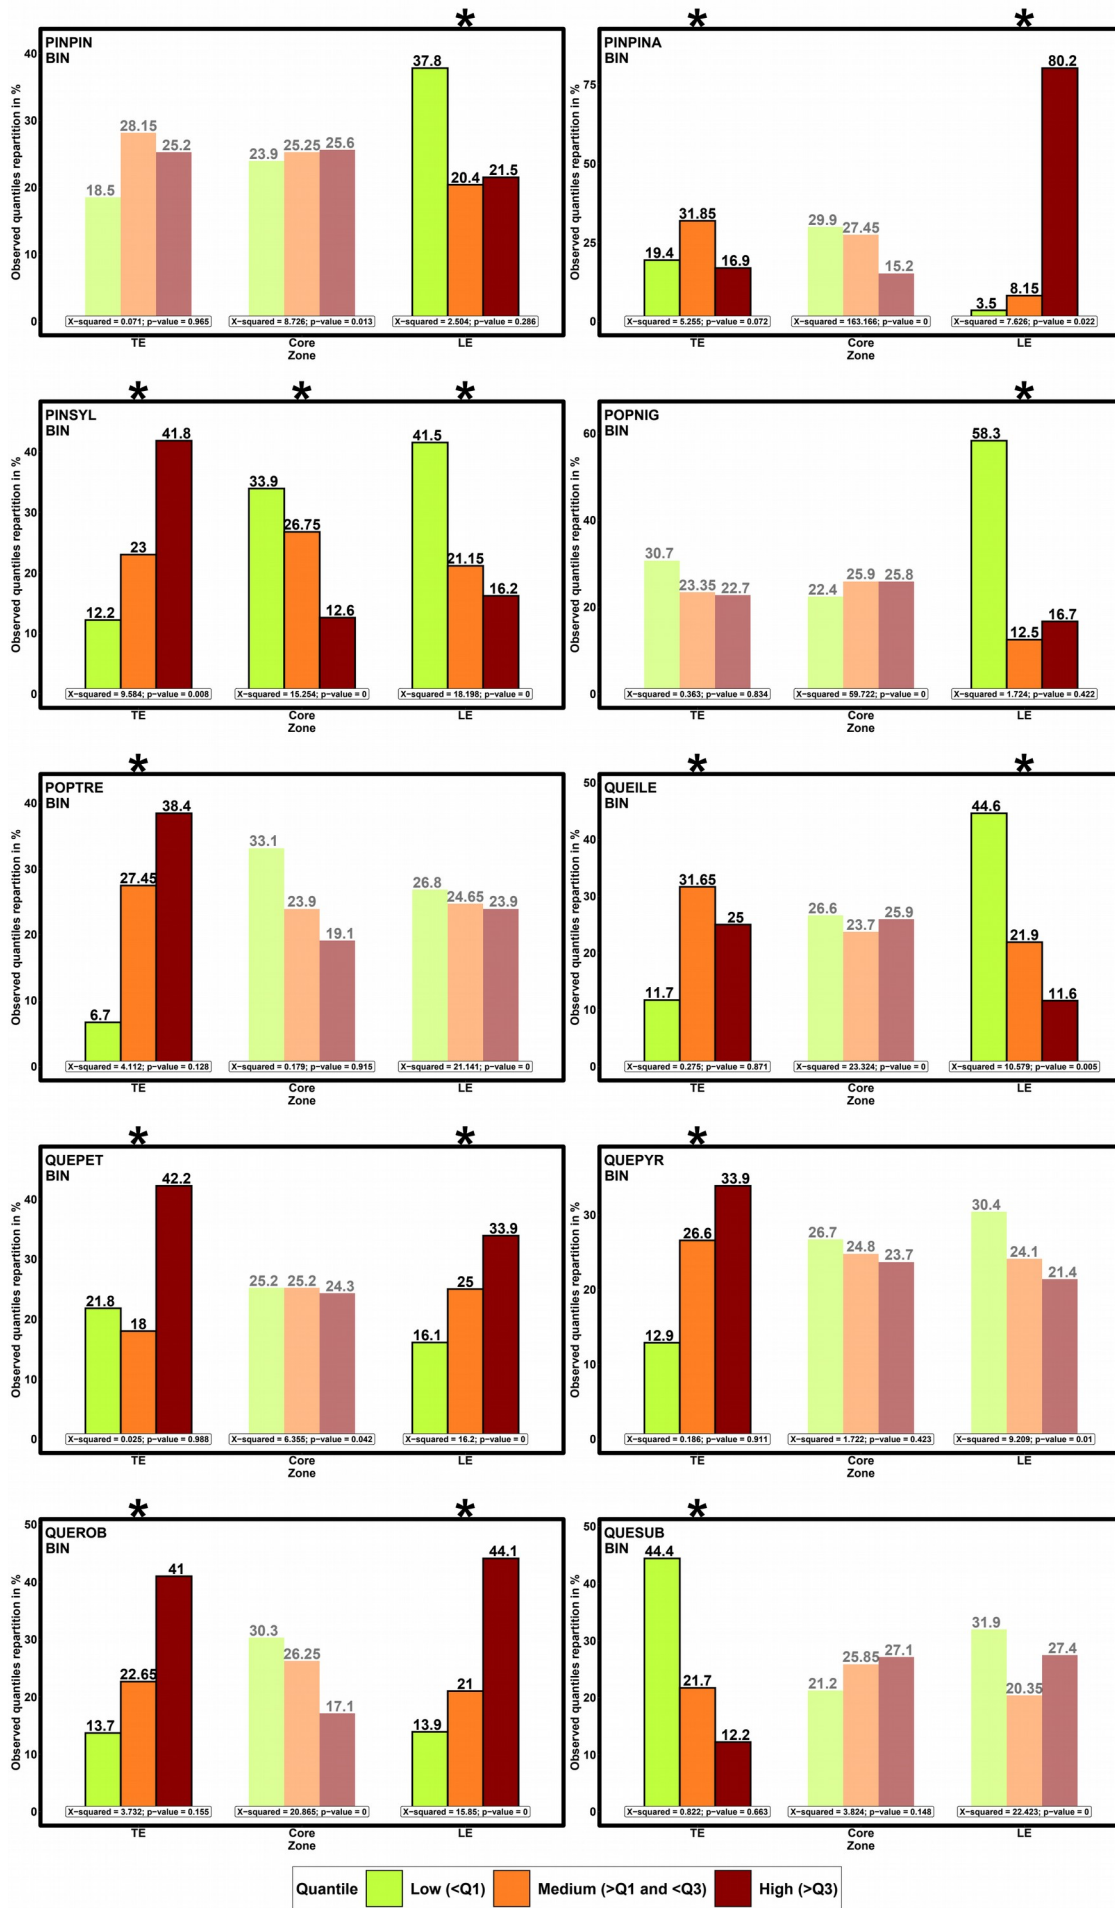 *
PINPIN
BIN
Observed quantiles repartition in %
40
30
20
10
0
18.5
28.15
25.2
23.9
25.25
25.6
37.8
20.4
21.5
X-squared = 0.071; p-value = 0.965
X-squared = 8.726; p-value = 0.013
X-squared = 2.504; p-value = 0.286
TE
Core
LE
Zone
* *
PINPINA
BIN
Observed quantiles repartition in %
75
50
25
0
19.4
31.85
16.9
29.9
27.45
15.2
3.5
8.15
80.2
X-squared = 5.255; p-value = 0.072
X-squared = 163.166; p-value = 0
X-squared = 7.626; p-value = 0.022
TE
Core
LE
Zone
* * *
PINSYL
BIN
Observed quantiles repartition in %
40
30
20
10
0
12.2
23
41.8
33.9
26.75
12.6
41.5
21.15
16.2
X-squared = 9.584; p-value = 0.008
X-squared = 15.254; p-value = 0
X-squared = 18.198; p-value = 0
TE
Core
LE
Zone
*
POPNIG
BIN
Observed quantiles repartition in %
60
40
20
0
30.7
23.35
22.7
22.4
25.9
25.8
58.3
12.5
16.7
X-squared = 0.363; p-value = 0.834
X-squared = 59.722; p-value = 0
X-squared = 1.724; p-value = 0.422
TE
Core
LE
Zone
*
POPTRE
BIN
Observed quantiles repartition in %
40
30
20
10
0
6.7
27.45
38.4
33.1
23.9
19.1
26.8
24.65
23.9
X-squared = 4.112; p-value = 0.128
X-squared = 0.179; p-value = 0.915
X-squared = 21.141; p-value = 0
TE
Core
LE
Zone
* *
QUEILE
BIN
Observed quantiles repartition in %
50
40
30
20
10
0
11.7
31.65
25
26.6
23.7
25.9
44.6
21.9
11.6
X-squared = 0.275; p-value = 0.871
X-squared = 23.324; p-value = 0
X-squared = 10.579; p-value = 0.005
TE
Core
LE
Zone
* *
QUEPET
BIN
Observed quantiles repartition in %
40
30
20
10
0
21.8
18
42.2
25.2
25.2
24.3
16.1
25
33.9
X-squared = 0.025; p-value = 0.988
X-squared = 6.355; p-value = 0.042
X-squared = 16.2; p-value = 0
TE
Core
LE
Zone
*
QUEPYR
BIN
Observed quantiles repartition in %
30
20
10
0
12.9
26.6
33.9
26.7
24.8
23.7
30.4
24.1
21.4
X-squared = 0.186; p-value = 0.911
X-squared = 1.722; p-value = 0.423
X-squared = 9.209; p-value = 0.01
TE
Core
LE
Zone
* *
QUEROB
BIN
Observed quantiles repartition in %
50
40
30
20
10
0
13.7
22.65
41
30.3
26.25
17.1
13.9
21
44.1
X-squared = 3.732; p-value = 0.155
X-squared = 20.865; p-value = 0
X-squared = 15.85; p-value = 0
TE
Core
LE
Zone
*
QUESUB
BIN
Observed quantiles repartition in %
50
40
30
20
10
0
44.4
21.7
12.2
21.2
25.85
27.1
31.9
20.35
27.4
X-squared = 0.822; p-value = 0.663
X-squared = 3.824; p-value = 0.148
X-squared = 22.423; p-value = 0
TE
Core
LE
Zone
Quantile Low (<Q1) Medium (>Q1 and <Q3) High (>Q3)